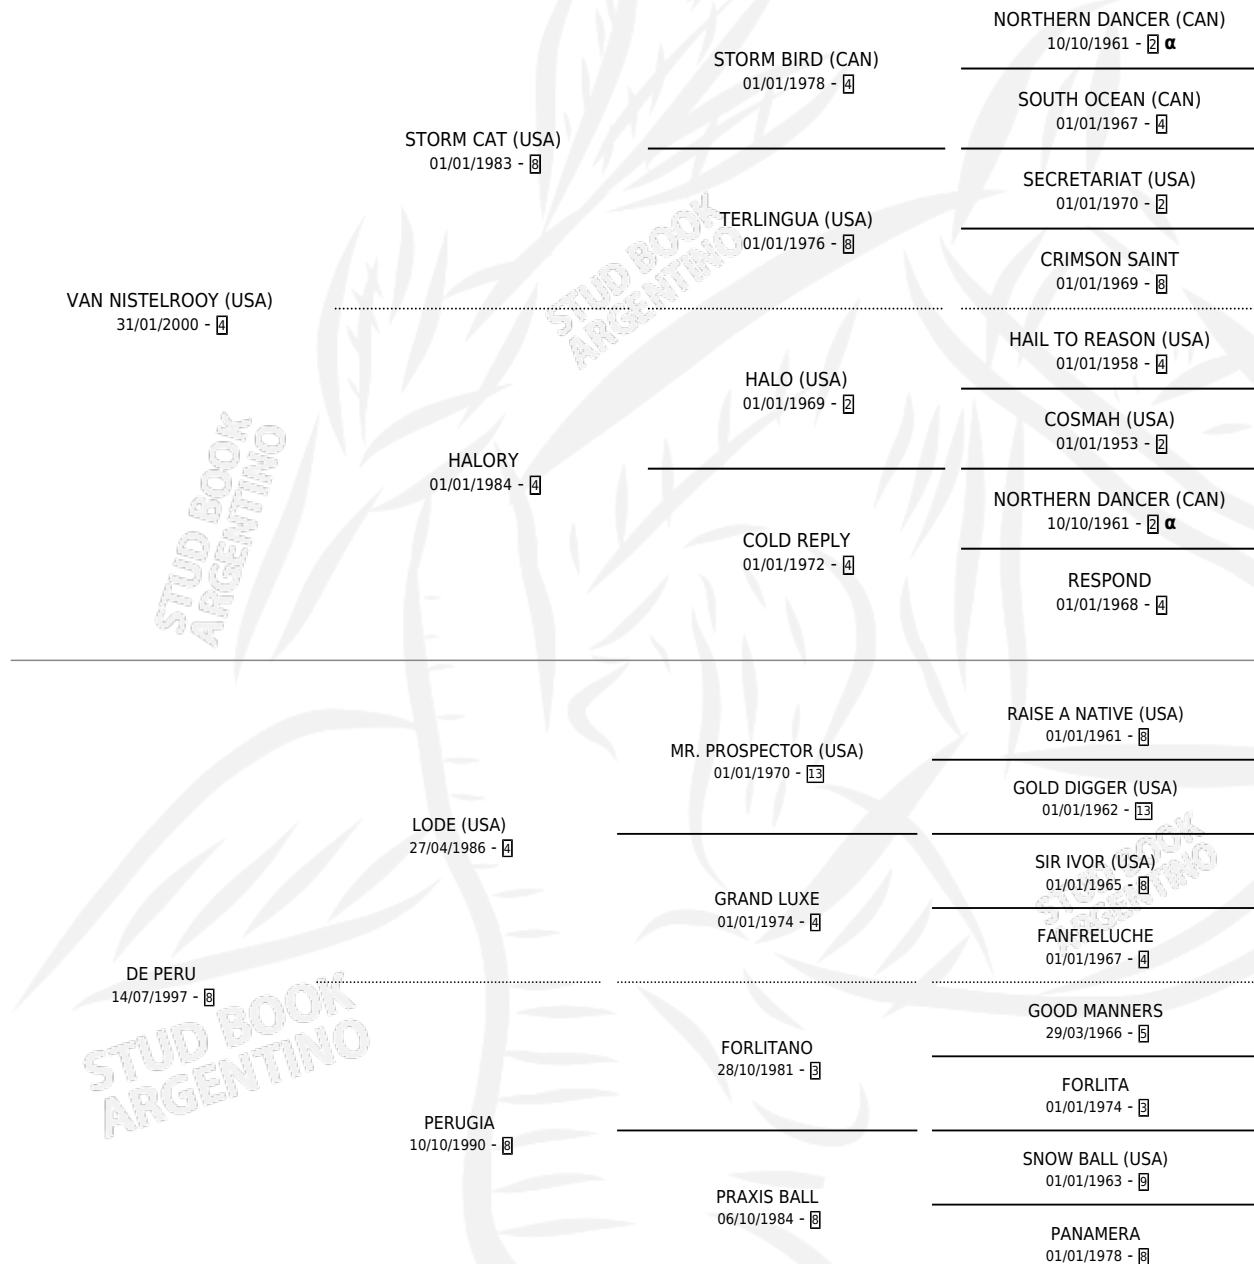 NORTHERN DANCER (CAN)
10/10/1961 - 2 α
STORM BIRD (CAN)
01/01/1978 - 4
SOUTH OCEAN (CAN)
01/01/1967 - 4
STORM CAT (USA)
01/01/1983 - 8
SECRETARIAT (USA)
01/01/1970 - 2
TERLINGUA (USA)
01/01/1976 - 8
CRIMSON SAINT
01/01/1969 - 8
VAN NISTELROOY (USA)
31/01/2000 - 4
HAIL TO REASON (USA)
01/01/1958 - 4
HALO (USA)
01/01/1969 - 2
COSMAH (USA)
01/01/1953 - 2
HALORY
01/01/1984 - 4
NORTHERN DANCER (CAN)
10/10/1961 - 2 α
COLD REPLY
01/01/1972 - 4
RESPOND
01/01/1968 - 4
RAISE A NATIVE (USA)
01/01/1961 - 8
MR. PROSPECTOR (USA)
01/01/1970 - 13
GOLD DIGGER (USA)
01/01/1962 - 13
LODE (USA)
27/04/1986 - 4
SIR IVOR (USA)
01/01/1965 - 8
GRAND LUXE
01/01/1974 - 4
FANFRELUCHE
01/01/1967 - 4
DE PERU
14/07/1997 - 8
GOOD MANNERS
29/03/1966 - 5
FORLITANO
28/10/1981 - 3
FORLITA
01/01/1974 - 3
PERUGIA
10/10/1990 - 8
SNOW BALL (USA)
01/01/1963 - 9
PRAXIS BALL
06/10/1984 - 8
PANAMERA
01/01/1978 - 8
STUD BOOK
ARGENTINO
STUD BOOK
ARGENTINO
STUD BOOK
ARGENTINO
STUD BOOK
ARGENTINO